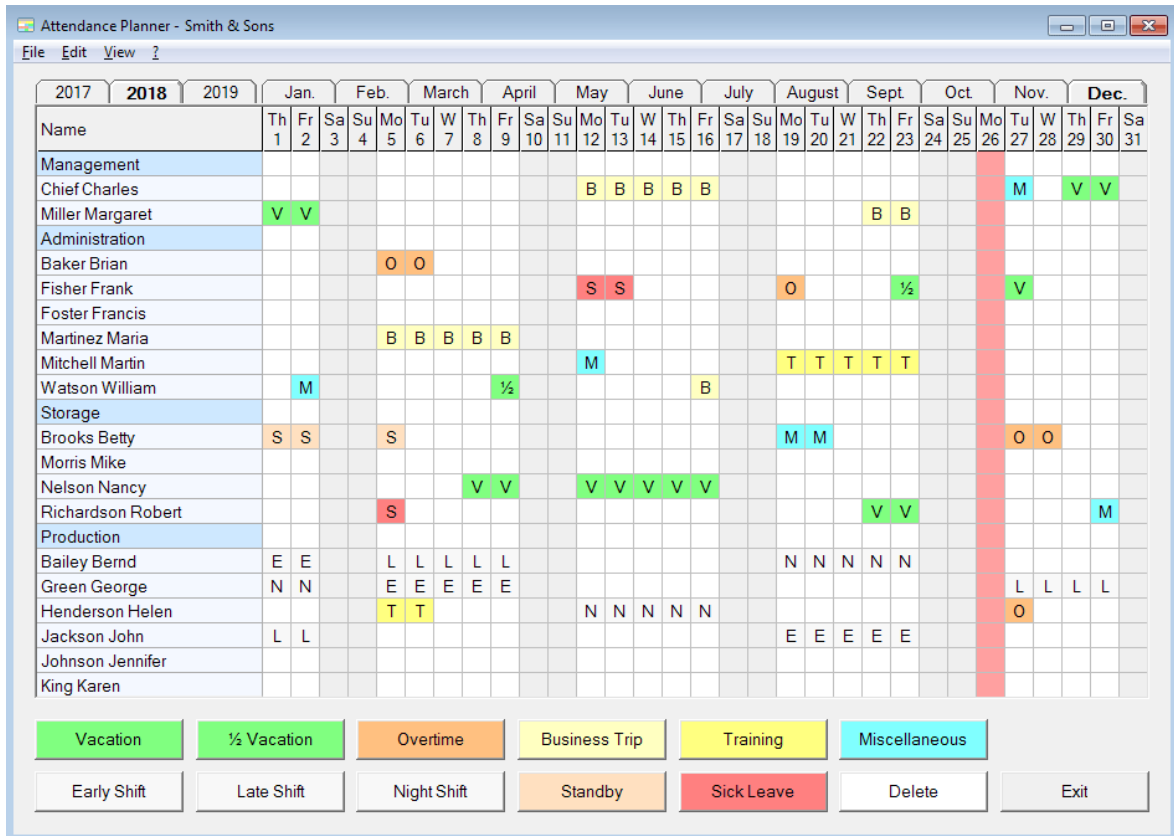 Attendance Planner - Smith & Sons
File Edit View ?
2017 2018 2019 Jan. Feb. March April May June July August Sept. Oct. Nov. Dec.
Name Th Fr Sa Su Mo Tu W Th Fr Sa Su Mo Tu W Th Fr Sa Su Mo Tu W Th Fr Sa Su Mo Tu W Th Fr Sa
1 2 3 4 5 6 7 8 9 10 11 12 13 14 15 16 17 18 19 20 21 22 23 24 25 26 27 28 29 30 31
Management
Chief Charles B B B B B M V V
Miller Margaret V V B B
Administration
Baker Brian O O
Fisher Frank S S O ½ V
Foster Francis
Martinez Maria B B B B B
Mitchell Martin M T T T T T
Watson William M ½ B
Storage
Brooks Betty S S S M M O O
Morris Mike
Nelson Nancy V V V V V V V
Richardson Robert S V V M
Production
Bailey Bernd E E L L L L L N N N N N
Green George N N E E E E E L L L L
Henderson Helen T T N N N N N O
Jackson John L L E E E E E
Johnson Jennifer
King Karen
Vacation ½ Vacation Overtime Business Trip Training Miscellaneous
Early Shift Late Shift Night Shift Standby Sick Leave Delete Exit